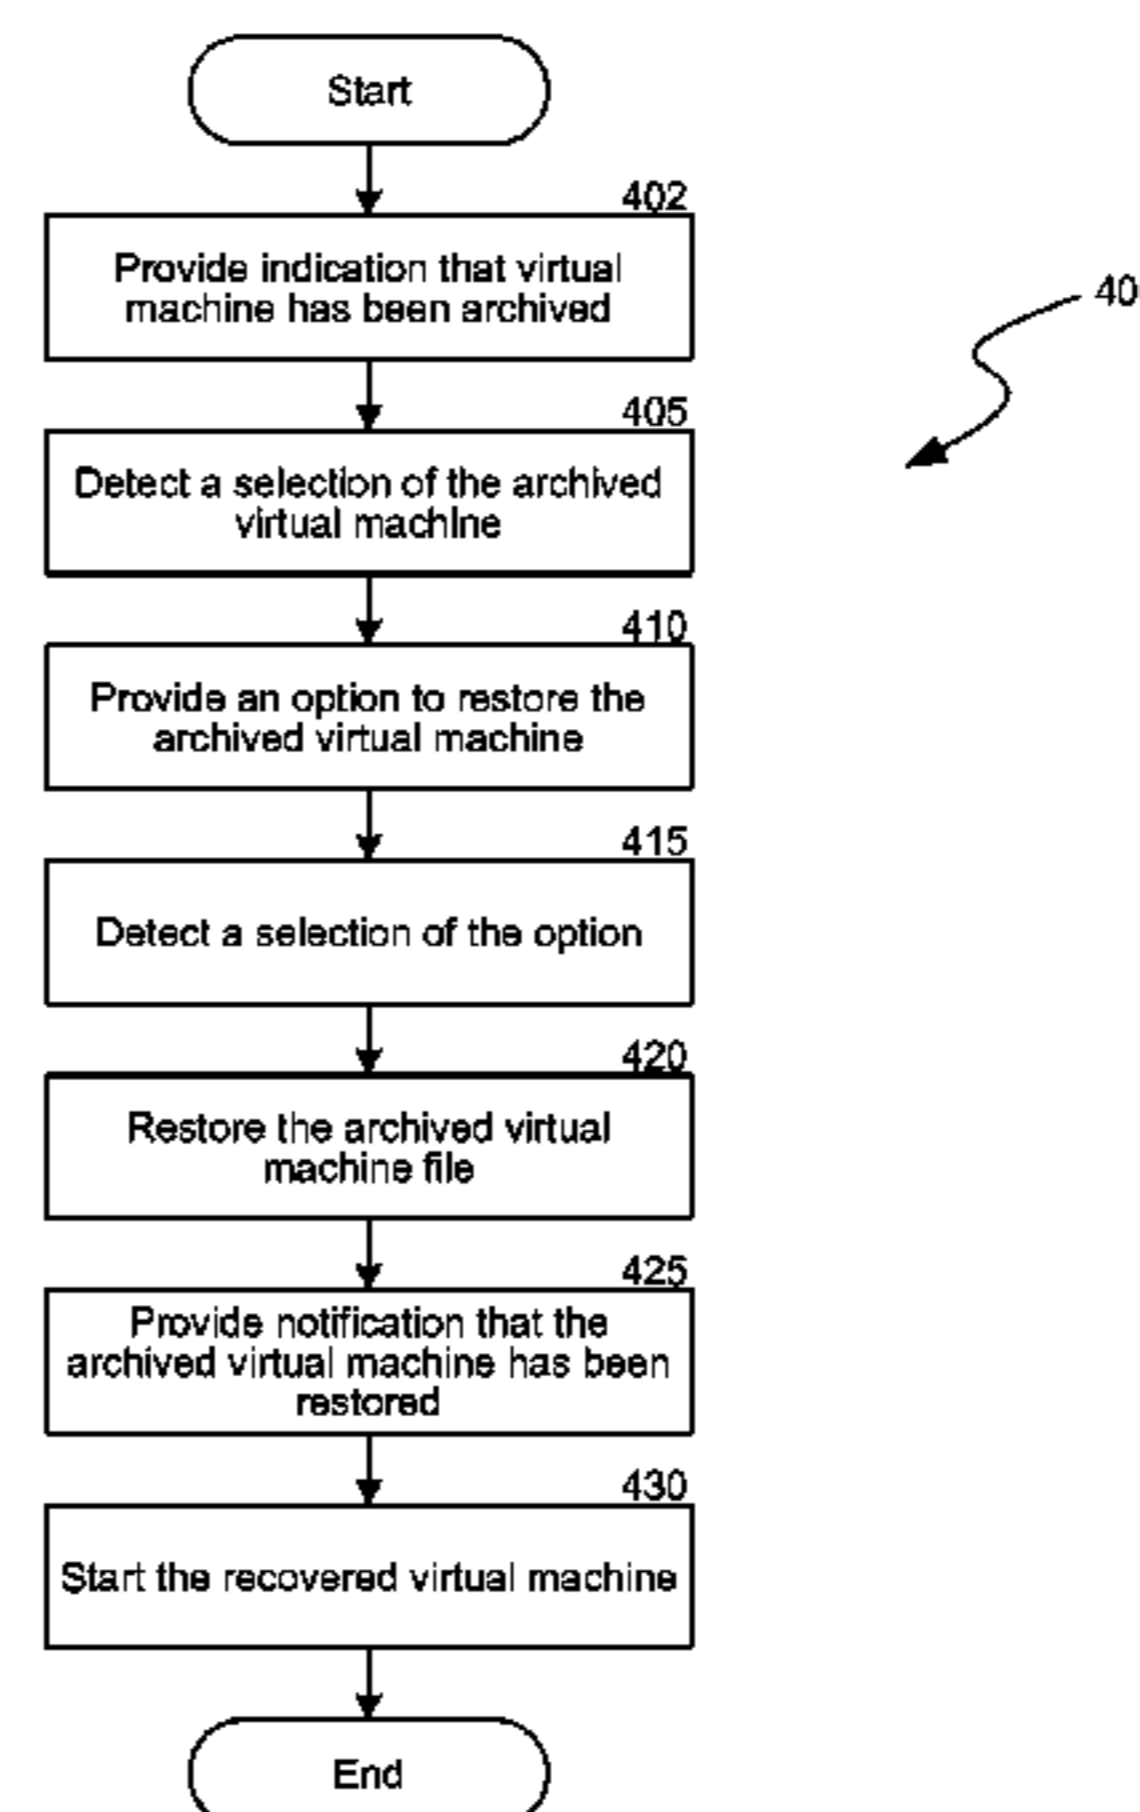 Start
402
Provide indication that virtual
machine has been archived
40
405
Detect a selection of the archived
virtual machine
410
Provide an option to restore the
archived virtual machine
415
Detect a selection of the option
420
Restore the archived virtual
machine file
425
Provide notification that the
archived virtual machine has been
restored
430
Start the recovered virtual machine
End